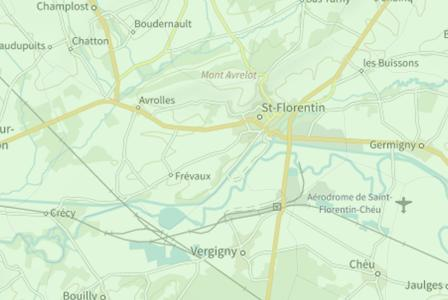 Champlost
Boudernault
audupuits
Chatton
les Buissons
Mont Avrelot
Avrolles
St-Florentin
Germigny
Frévaux
Aérodrome de Saint-
Florentin-Chéu
Crécy
Vergigny
Chéu
Jaulges
Bouilly